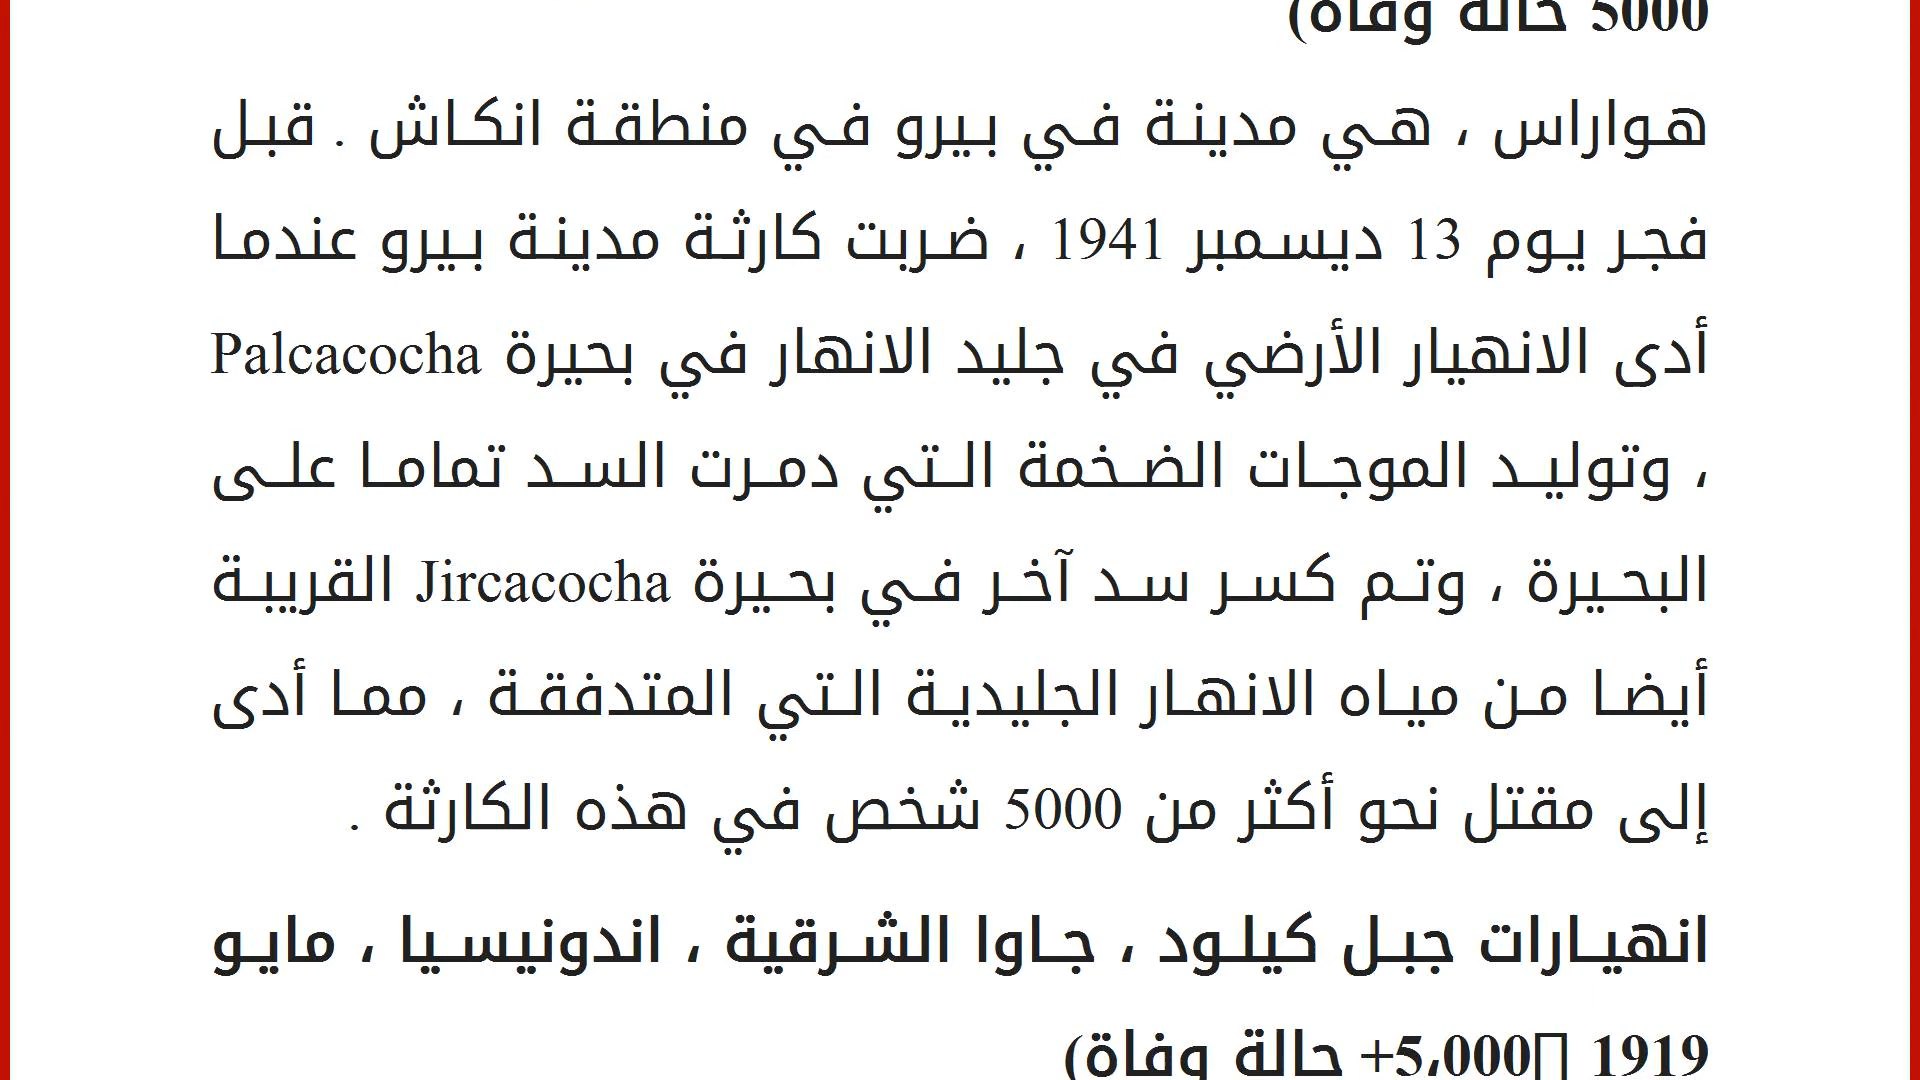 5000 حالة وفاة)
هواراس ، هي مدينة في بيرو في منطقة انكاش . قبل
فجر يوم 13 ديسمبر 1941 ، ضربت كارثة مدينة بيرو عندما
أدى الانهيار الأرضي في جليد الانهار في بحيرة Palcacocha
، وتوليد الموجات الضخمة التي دمرت السد تماما على
البحيرة ، وتم كسر سد آخر في بحيرة Jircacocha القريبة
أيضا من مياه الانهار الجليدية التي المتدفقة ، مما أدى
إلى مقتل نحو أكثر من 5000 شخص في هذه الكارثة .
انهيارات جبل كيلود ، جاوا الشرقية ، اندونيسيا ، مايو
1919 5،000+ حالة وفاة)